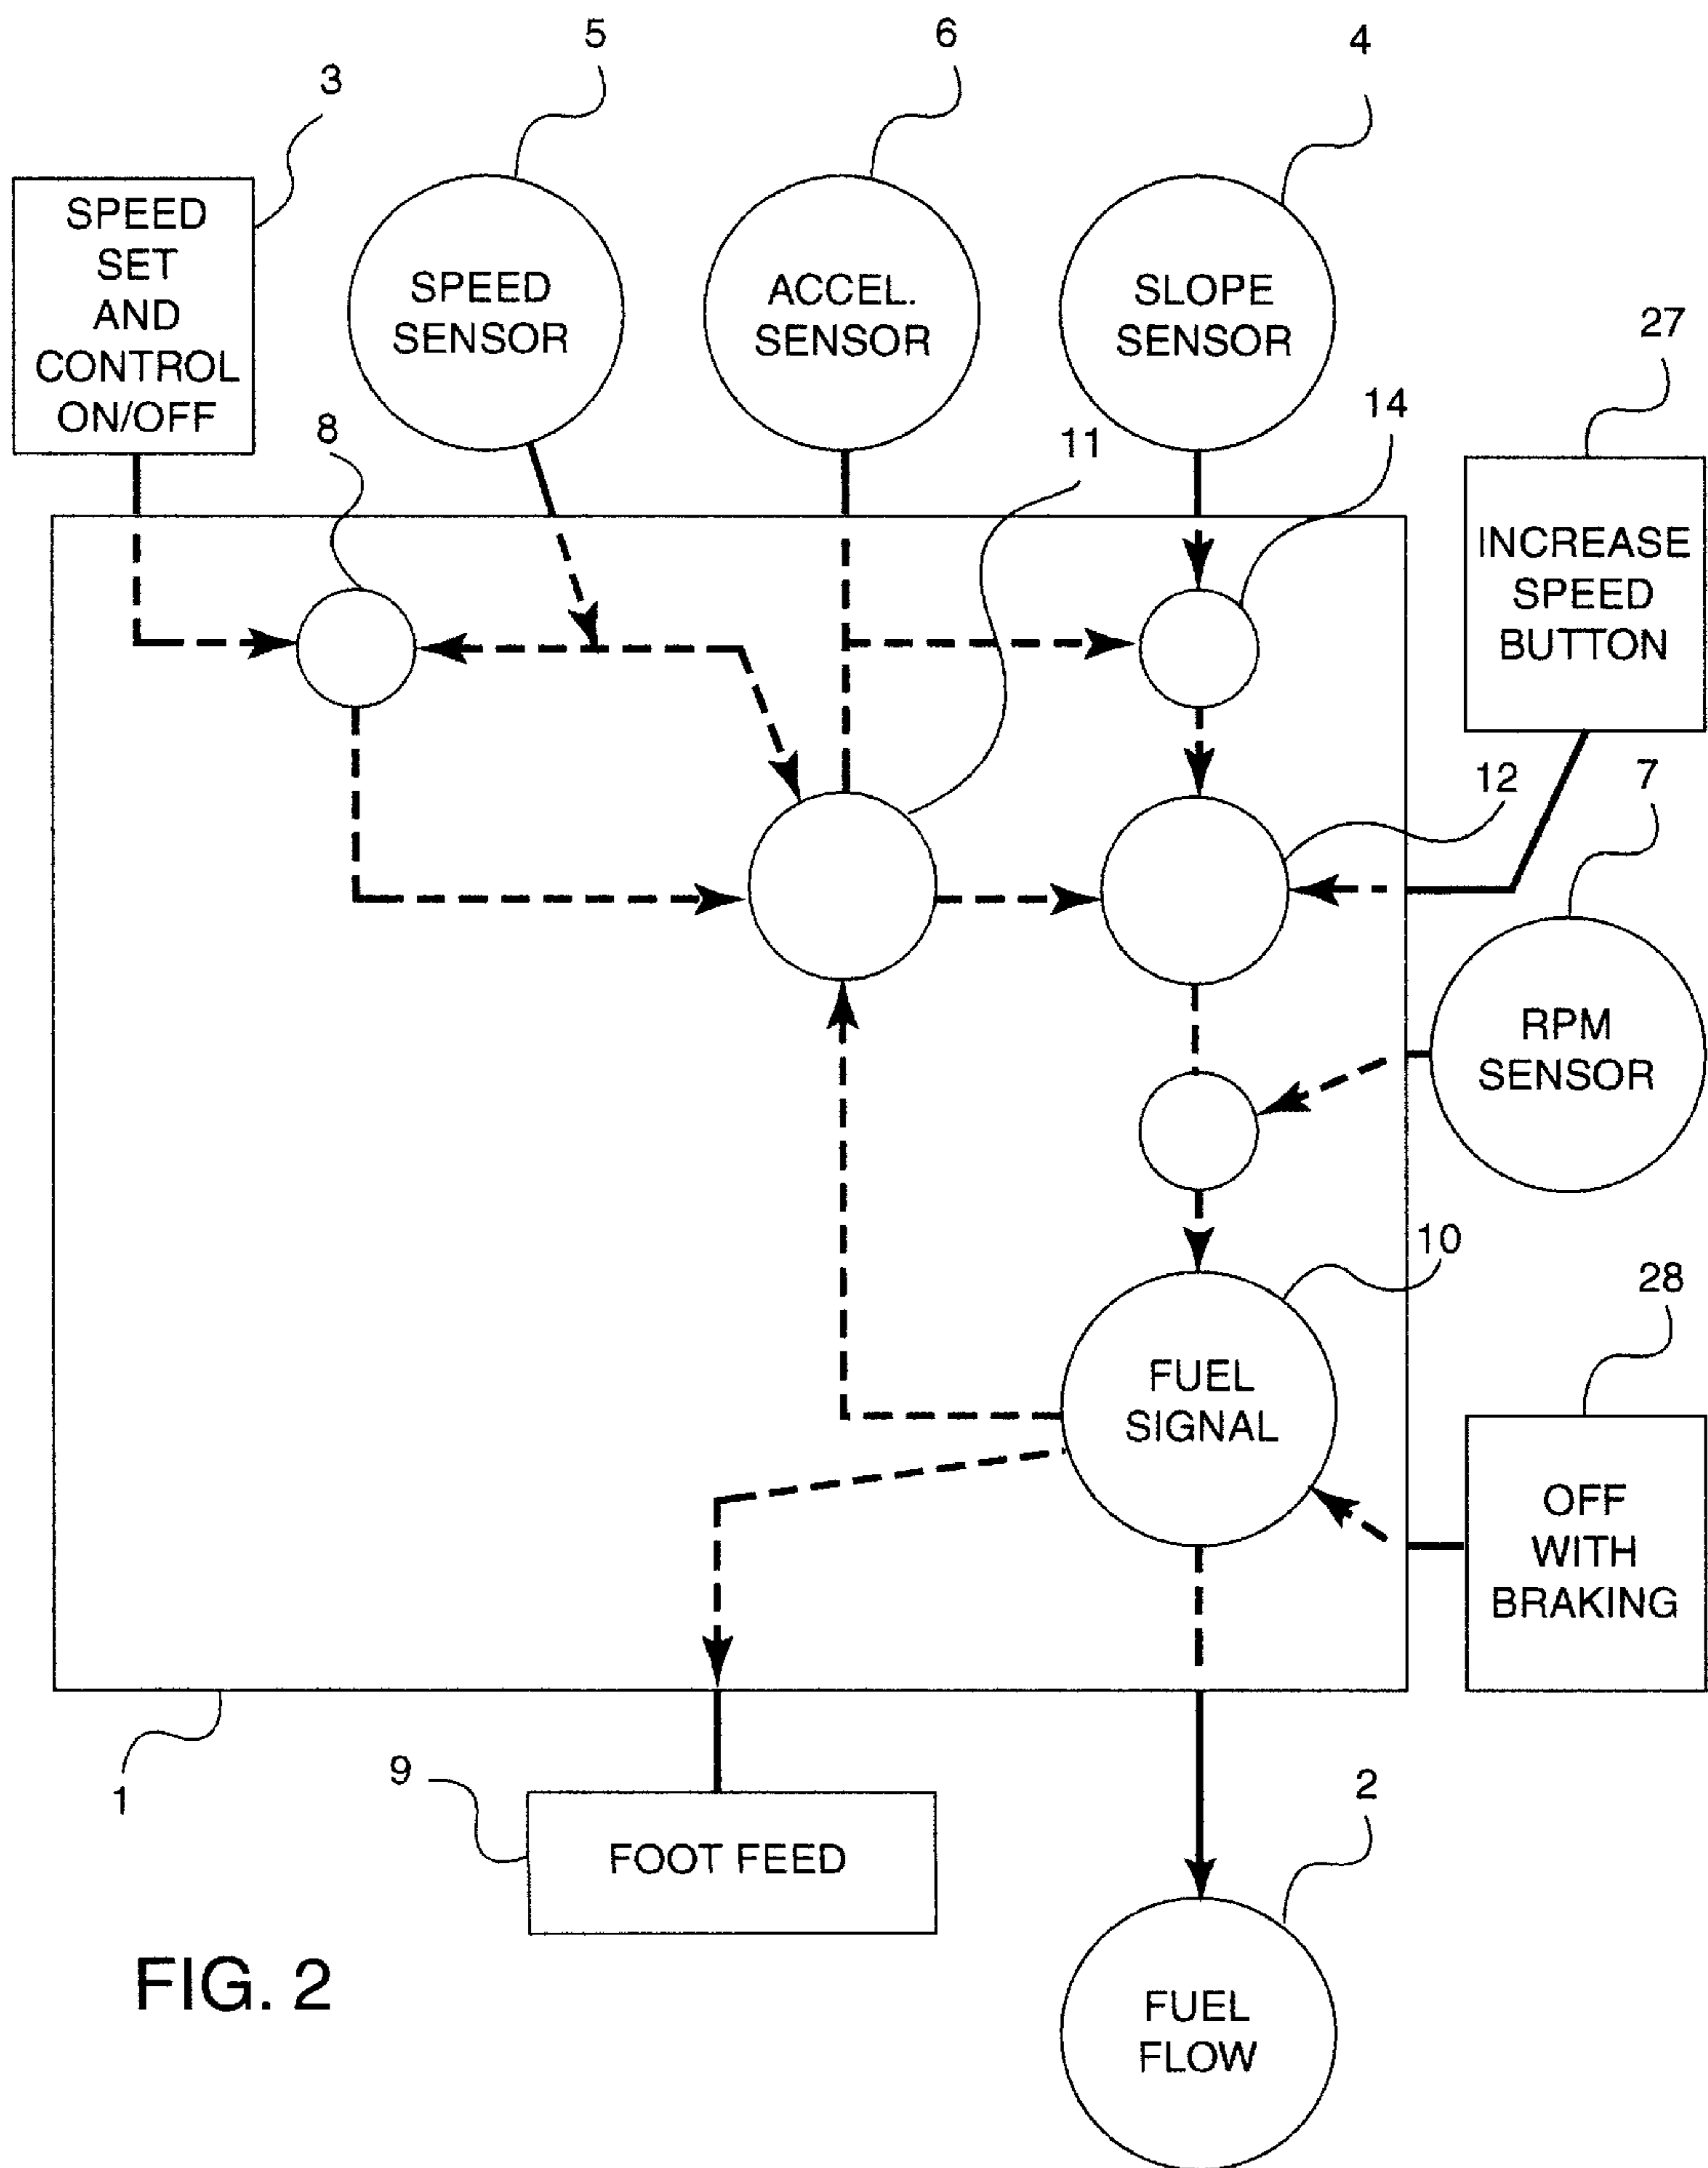 5
6
4
3
SPEED
SET
AND
CONTROL
ON/OFF
SPEED
SENSOR
ACCEL.
SENSOR
SLOPE
SENSOR
27
14
8
11
INCREASE
SPEED
BUTTON
12
7
RPM
SENSOR
10
28
FUEL
SIGNAL
OFF
WITH
BRAKING
1
9
2
FOOT FEED
FIG. 2
FUEL
FLOW